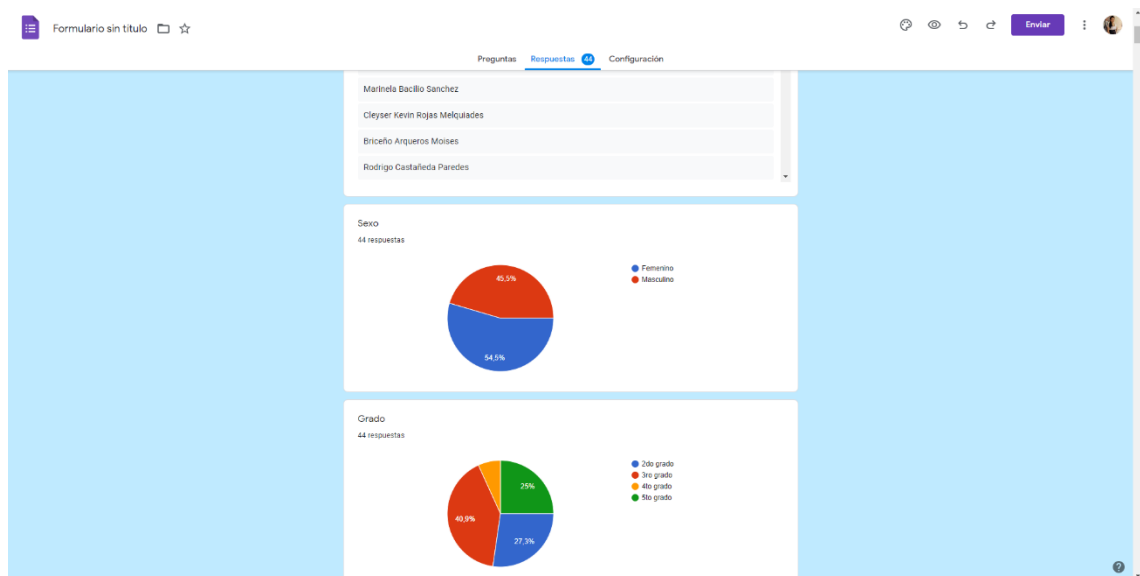 Formulario sin título
Enviar
Preguntas Respuestas 44 Configuración
Marinela Bacilio Sanchez
Cleyser Kevin Rojas Melquiades
Briceño Arqueros Moises
Rodrigo Castañeda Paredes
Sexo
44 respuestas
Femenino
Masculino
45,5%
54,5%
Grado
44 respuestas
2do grado
3ro grado
4to grado
5to grado
25%
40,9%
27,3%